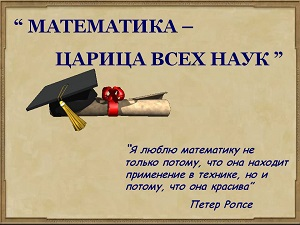 “ МАТЕМАТИКА –
ЦАРИЦА ВСЕХ НАУК ”
“Я люблю математику не
только потому, что она находит
применение в технике, но и
потому, что она красива”
Петер Ропсе